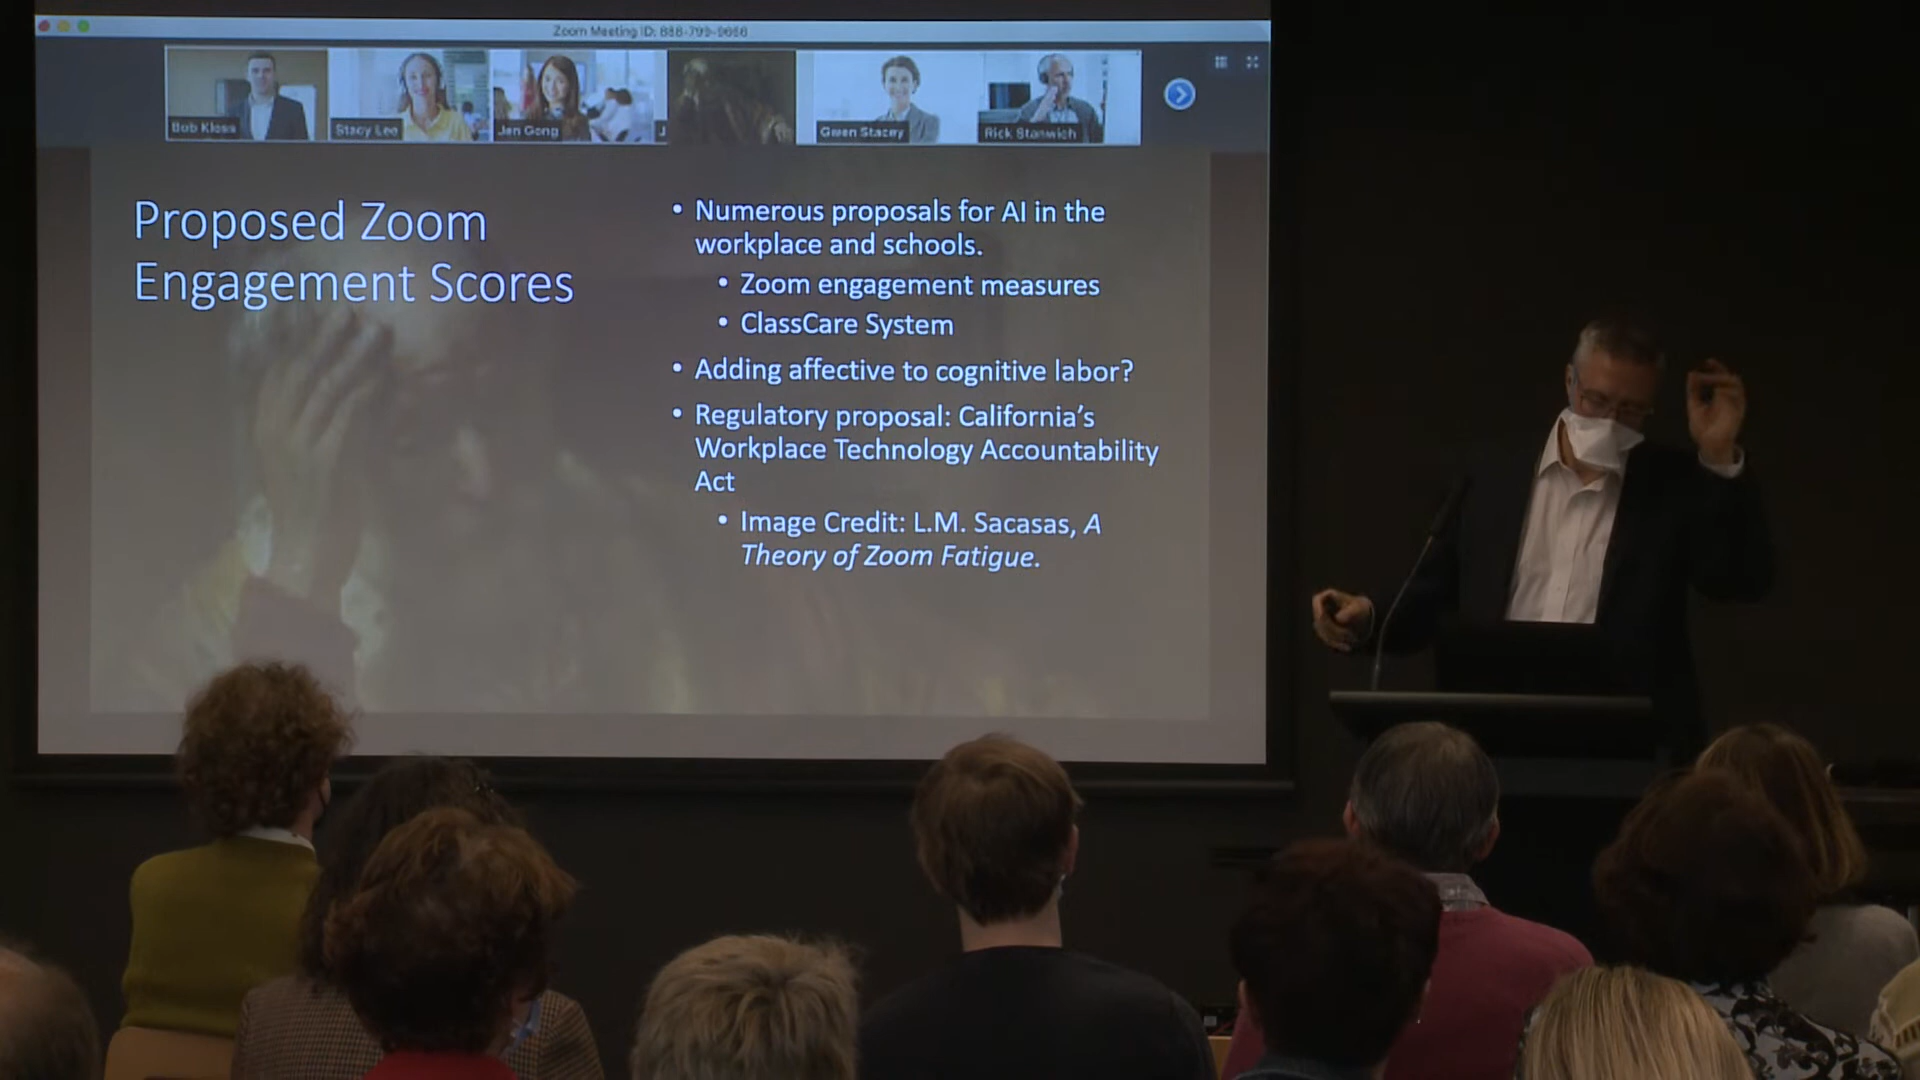 Zoom Meeting ID: 888-799-9666
Bob Kloss
Stacy Lee
Jen Gong
J
Gwen Stacey
Rick Stanwich
Proposed Zoom
Engagement Scores
• Numerous proposals for AI in the
workplace and schools.
• Zoom engagement measures
• ClassCare System
• Adding affective to cognitive labor?
• Regulatory proposal: California's
Workplace Technology Accountability
Act
• Image Credit: L.M. Sacasas, A
Theory of Zoom Fatigue.